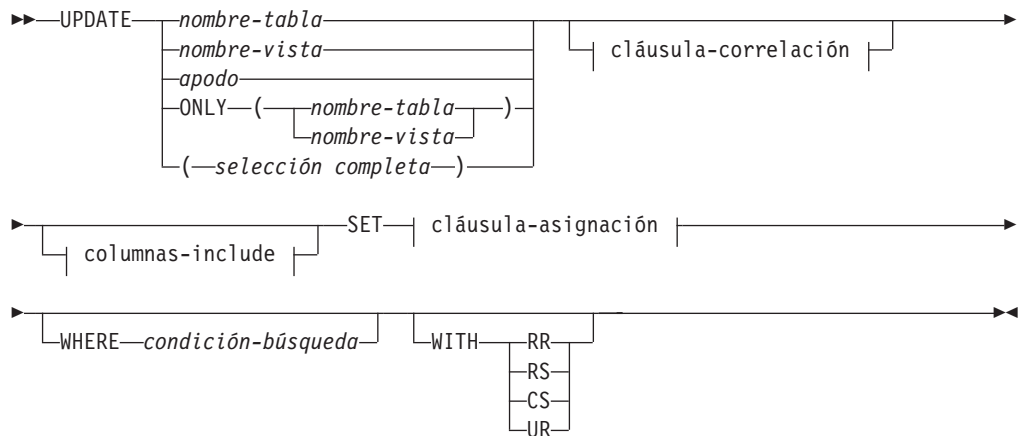 UPDATE nombre-tabla cláusula-correlación
nombre-vista
apodo
ONLY ( nombre-tabla )
nombre-vista
( selección completa )
columnas-include SET cláusula-asignación
WHERE condición-búsqueda WITH RR
RS
CS
UR